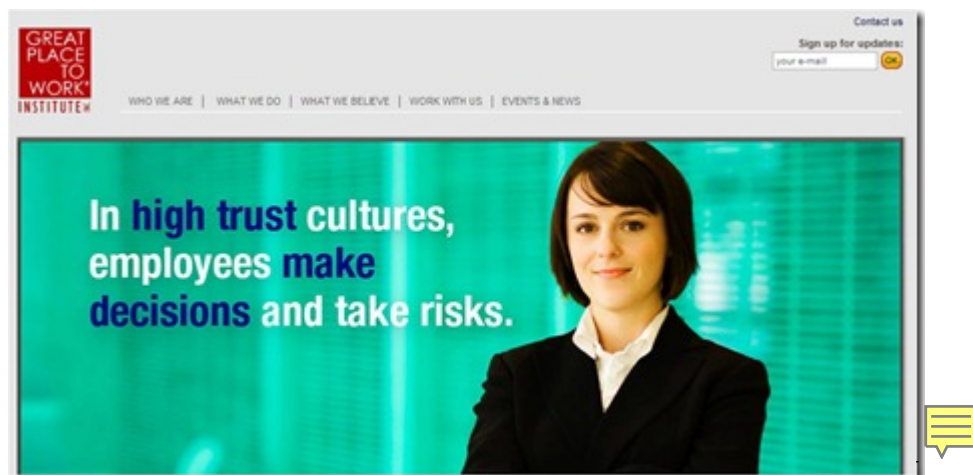 Contact us
GREAT
PLACE
TO
WORK®
INSTITUTE
Sign up for updates:
your e-mail OK
WHO WE ARE | WHAT WE DO | WHAT WE BELIEVE | WORK WITH US | EVENTS & NEWS
In high trust cultures,
employees make
decisions and take risks.